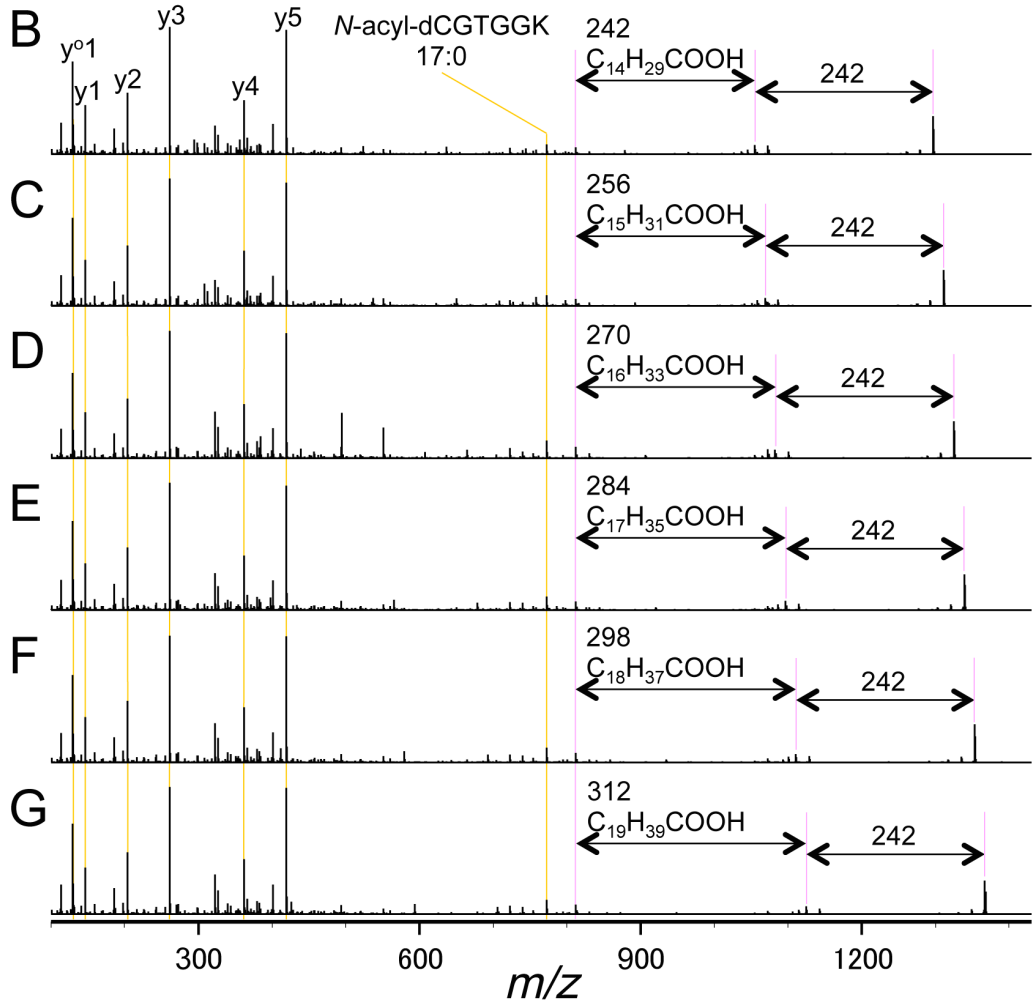 B
y°1
y1
y2
y3
y4
y5
N-acyl-dCGTGGK
17:0
242
C₁₄H₂₉COOH
242
C
256
C₁₅H₃₁COOH
242
D
270
C₁₆H₃₃COOH
242
E
284
C₁₇H₃₅COOH
242
F
298
C₁₈H₃₇COOH
242
G
312
C₁₉H₃₉COOH
242
300
600
900
1200
m/z